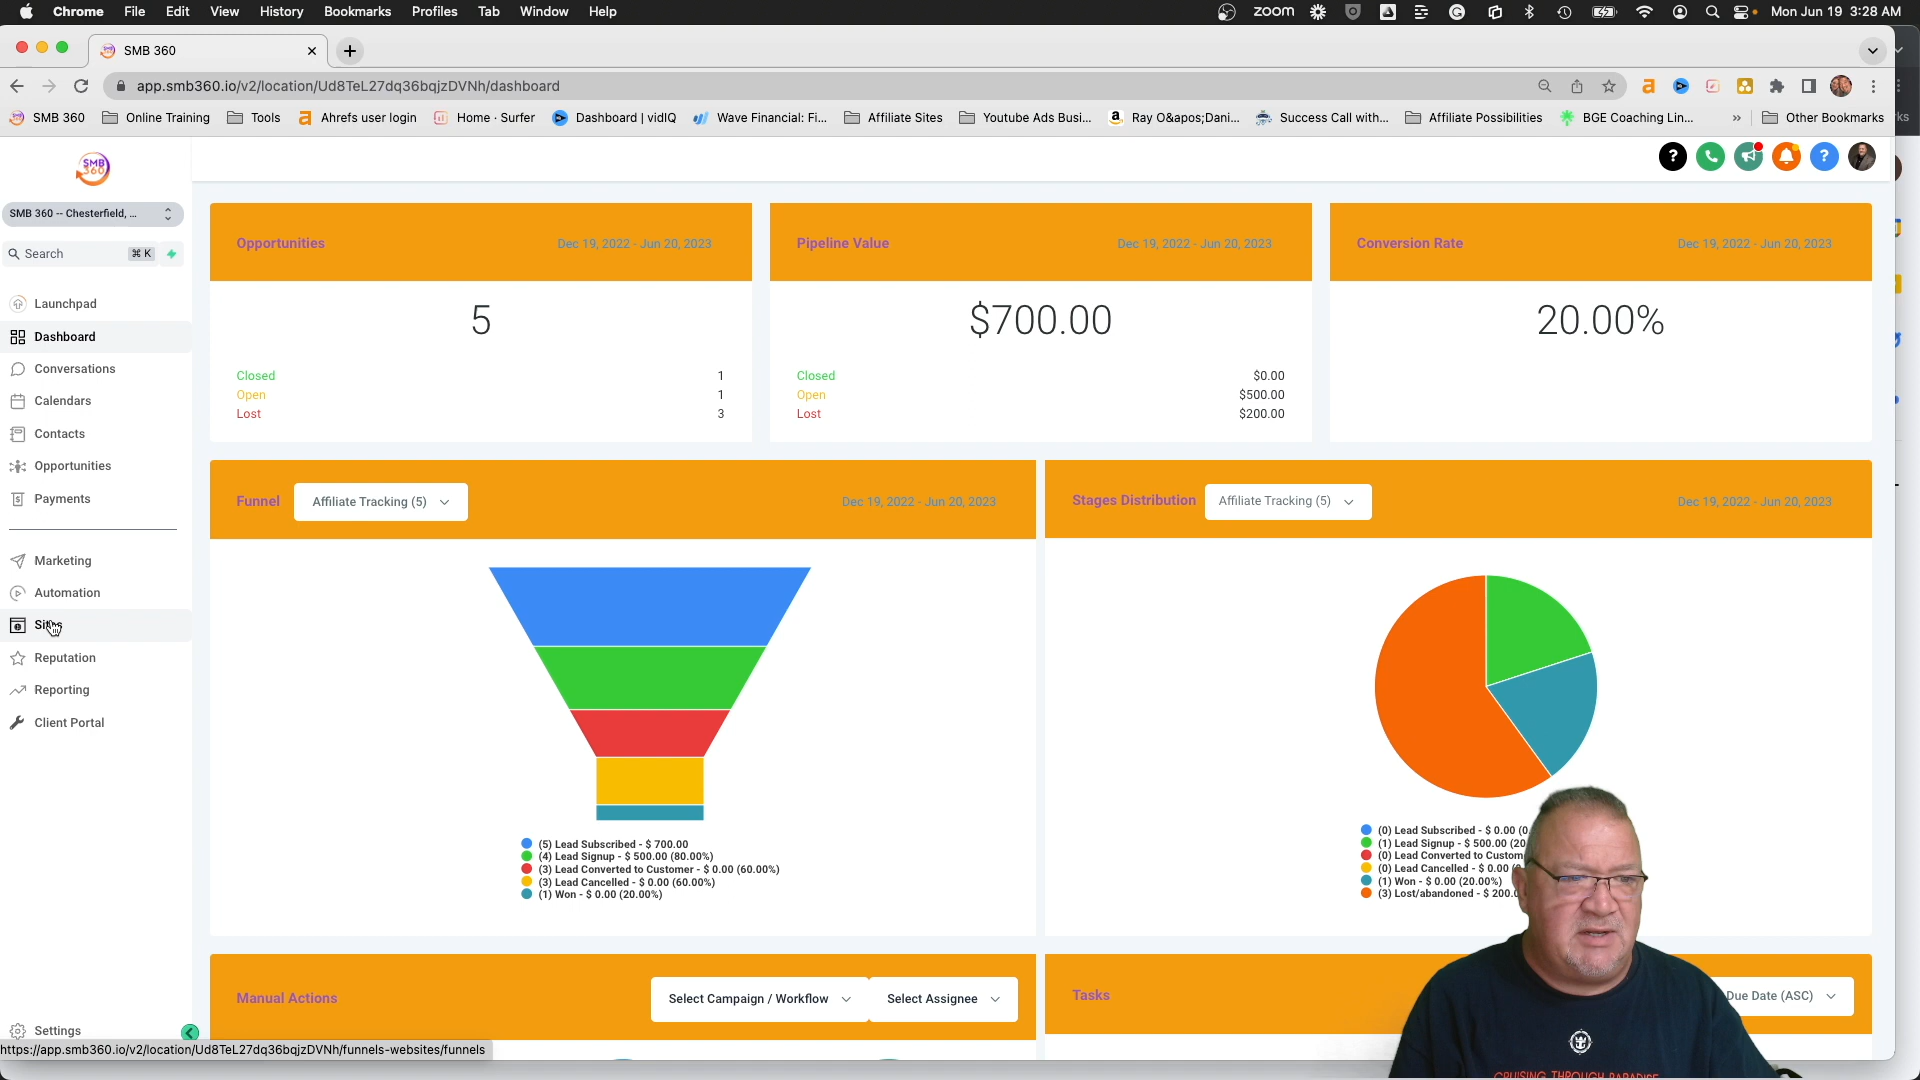 Chrome File Edit View History Bookmarks Profiles Tab Window Help
zoom Mon Jun 19 3:28 AM
SMB 360
app.smb360.io/v2/location/Ud8TeL27dq36bqjzDVNh/dashboard
SMB 360 Online Training Tools Ahrefs user login Home · Surfer Dashboard | vidIQ Wave Financial: Fi... Affiliate Sites Youtube Ads Busi... Ray O&apos;Dani... Success Call with... Affiliate Possibilities BGE Coaching Lin... » Other Bookmarks
SMB
360
SMB 360 -- Chesterfield, ...
Search ⌘ K
Launchpad
Dashboard
Conversations
Calendars
Contacts
Opportunities
Payments
Marketing
Automation
Sites
Reputation
Reporting
Client Portal
Settings
https://app.smb360.io/v2/location/Ud8TeL27dq36bqjzDVNh/funnels-websites/funnels
Opportunities Dec 19, 2022 - Jun 20, 2023
5
Closed 1
Open 1
Lost 3
Pipeline Value Dec 19, 2022 - Jun 20, 2023
$700.00
Closed $0.00
Open $500.00
Lost $200.00
Conversion Rate Dec 19, 2022 - Jun 20, 2023
20.00%
Funnel Affiliate Tracking (5) Dec 19, 2022 - Jun 20, 2023
(5) Lead Subscribed - $ 700.00
(4) Lead Signup - $ 500.00 (80.00%)
(3) Lead Converted to Customer - $ 0.00 (60.00%)
(3) Lead Cancelled - $ 0.00 (60.00%)
(1) Won - $ 0.00 (20.00%)
Stages Distribution Affiliate Tracking (5) Dec 19, 2022 - Jun 20, 2023
(0) Lead Subscribed - $ 0.00 (0
(1) Lead Signup - $ 500.00 (20
(0) Lead Converted to Custom
(0) Lead Cancelled - $ 0.00
(1) Won - $ 0.00 (20.00%)
(3) Lost/abandoned - $ 200.0
Manual Actions Select Campaign / Workflow Select Assignee
Tasks Due Date (ASC)
CRUISING THROUGH PARADISE